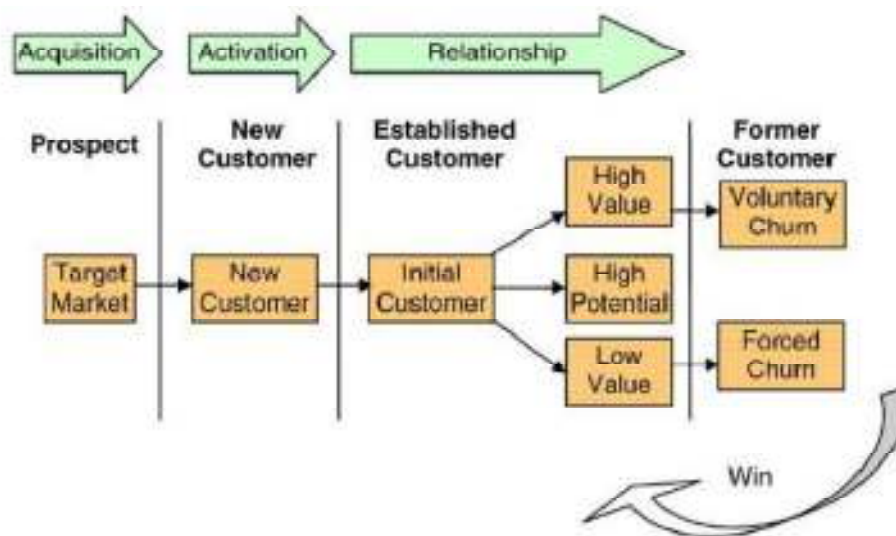 Acquisition
Activation
Relationship
Prospect
New
Customer
Established
Customer
Former
Customer
Target
Market
New
Customer
Initial
Customer
High
Value
High
Potential
Low
Value
Voluntary
Churn
Forced
Churn
Win